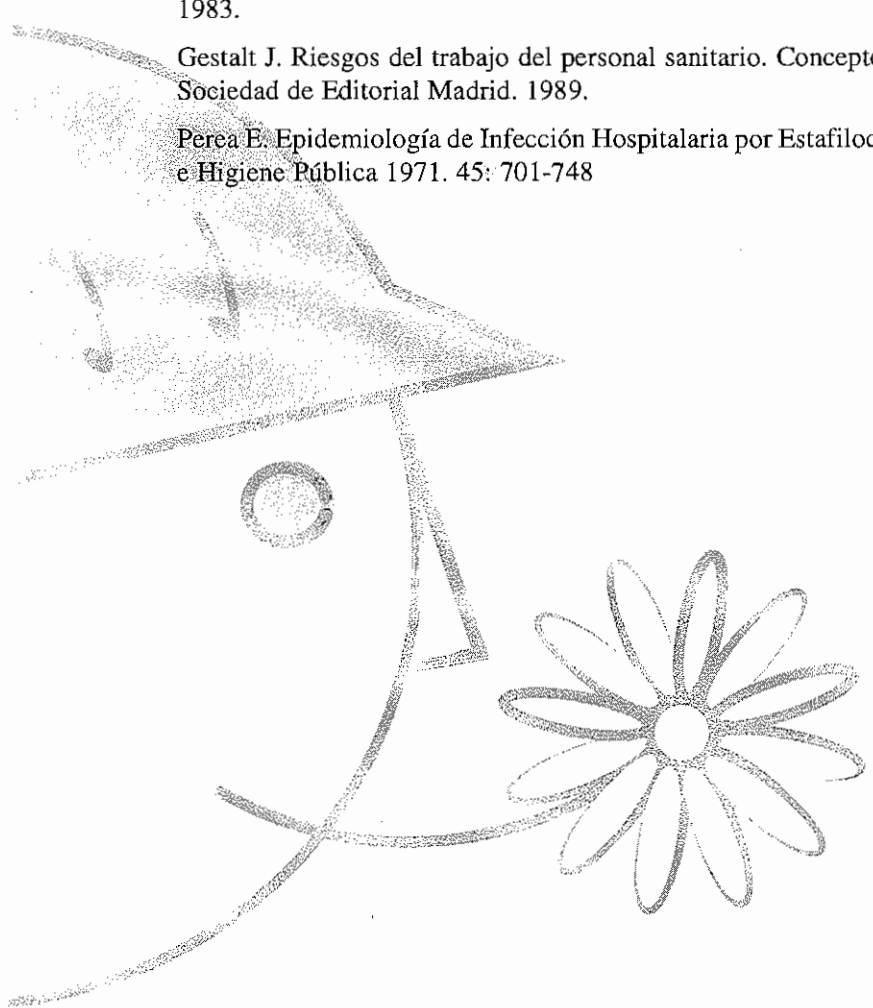 1983.
Gestalt J. Riesgos del trabajo del personal sanitario. Concepto
Sociedad de Editorial Madrid. 1989.
Perea E. Epidemiología de Infección Hospitalaria por Estafiloc
e Higiene Pública 1971. 45: 701-748